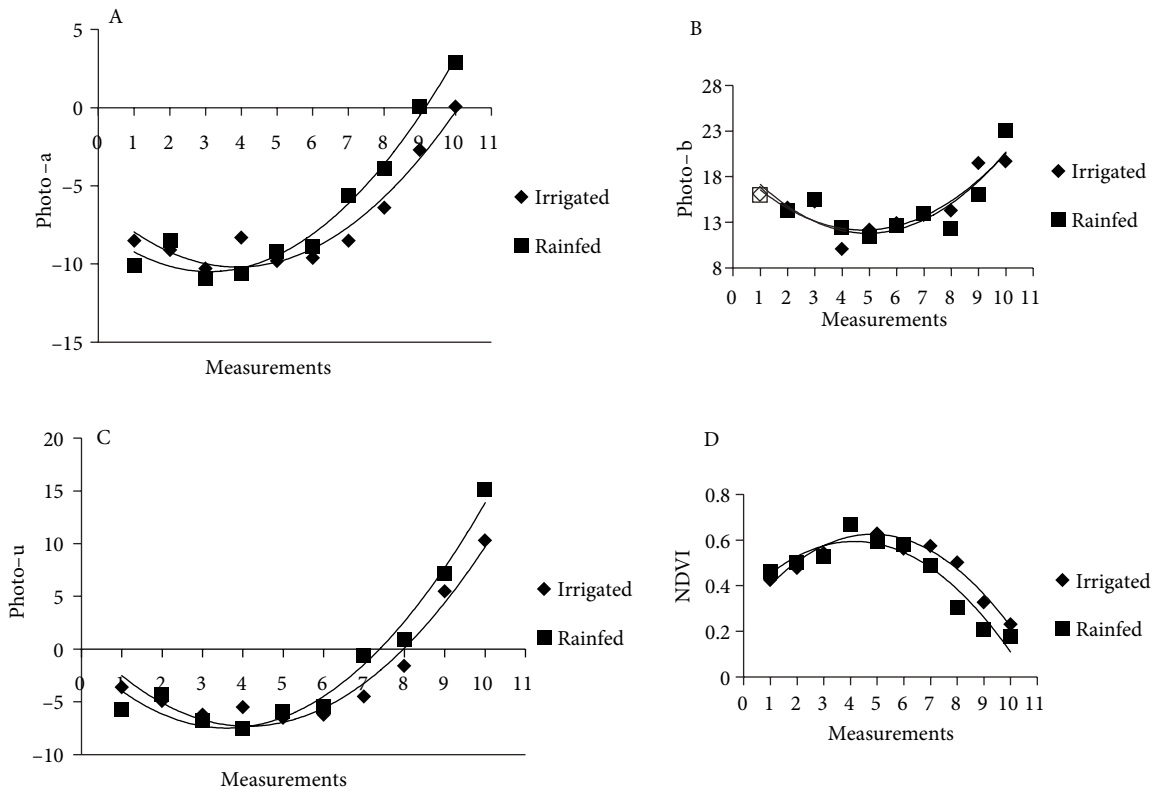 A
5
0
−5
−10
−15
0 1 2 3 4 5 6 7 8 9 10 11
Photo−a
Measurements
Irrigated
Rainfed
B
28
23
18
13
8
0 1 2 3 4 5 6 7 8 9 10 11
Photo−b
Measurements
Irrigated
Rainfed
C
20
15
10
5
0
−5
−10
0 1 2 3 4 5 6 7 8 9 10 11
Photo−u
Measurements
Irrigated
Rainfed
D
0.8
0.6
0.4
0.2
0
1 2 3 4 5 6 7 8 9 10 11
NDVI
Measurements
Irrigated
Rainfed